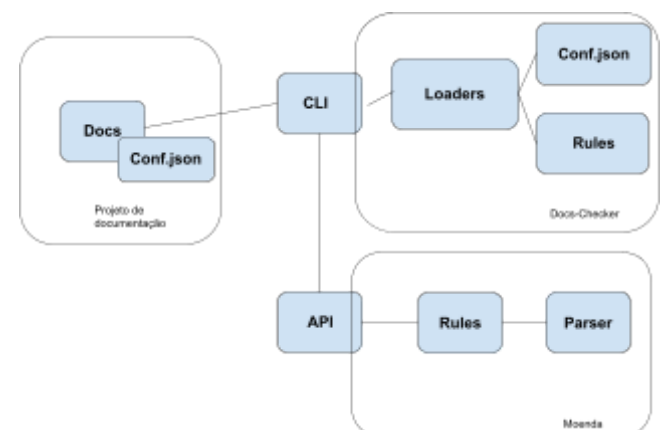 Docs
Conf.json
Projeto de
documentação
CLI
Loaders
Conf.json
Rules
Docs-Checker
API
Rules
Parser
Moenda